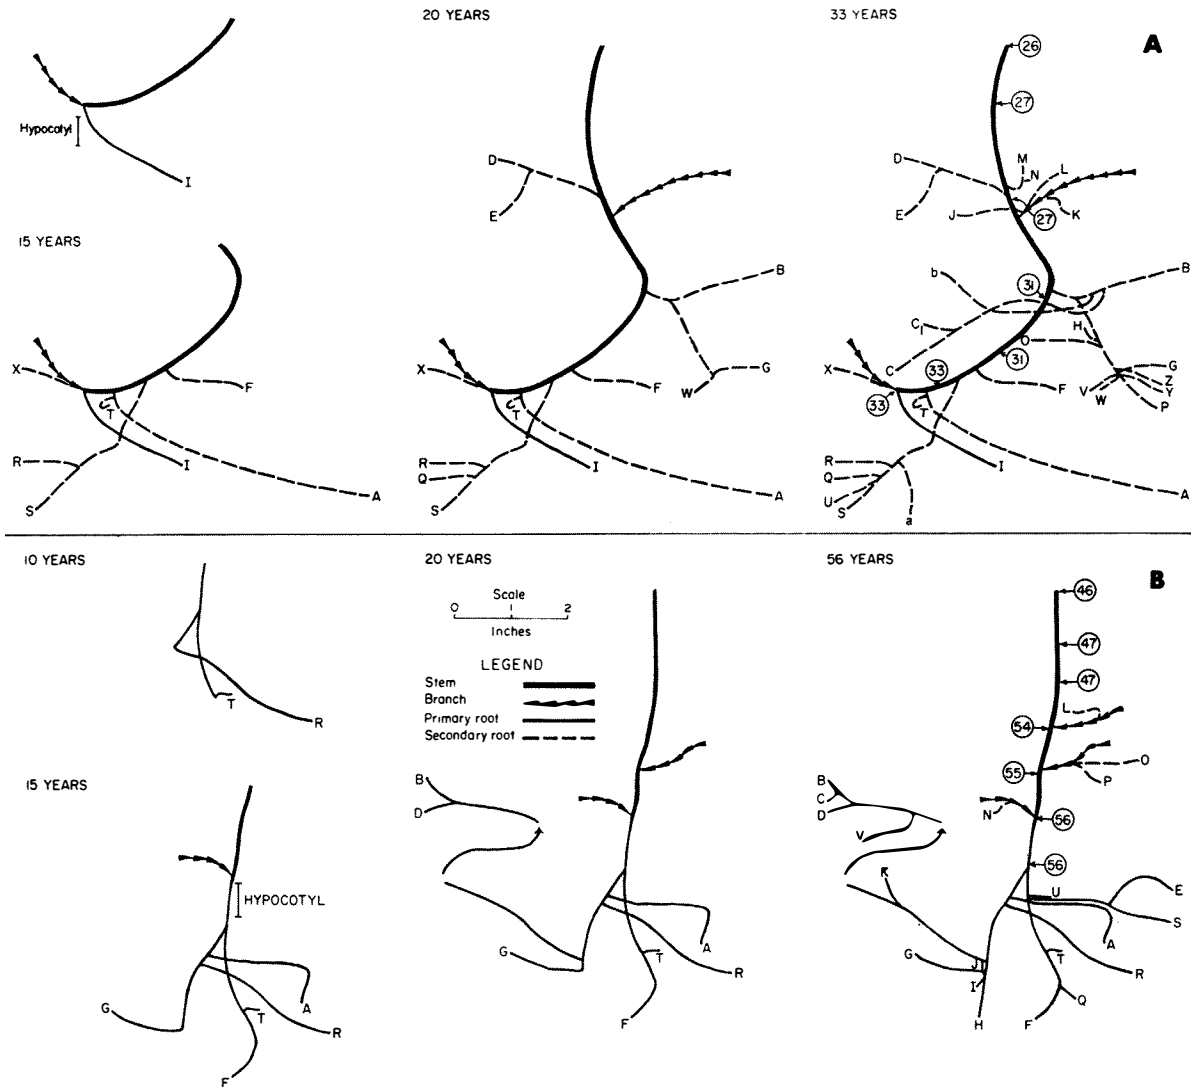 20 YEARS
33 YEARS
A
26
27
Hypocotyl
I
D
E
D
E
M
N
L
J
K
27
15 YEARS
B
b
B
31
C
H
31
X
F
T
R
S
I
A
X
F
T
G
W
R
Q
S
I
A
C
33
33
T
F
G
Z
Y
V
W
P
R
Q
U
S
a
I
A
10 YEARS
20 YEARS
56 YEARS
B
Scale
0 2
Inches
LEGEND
Stem
Branch
Primary root
Secondary root
46
47
47
L
54
55
O
P
N
56
56
T
R
15 YEARS
HYPOCOTYL
G
A
T
R
F
B
D
G
A
T
R
F
B
C
D
V
U
E
S
A
G
J
I
T
R
H
F
Q